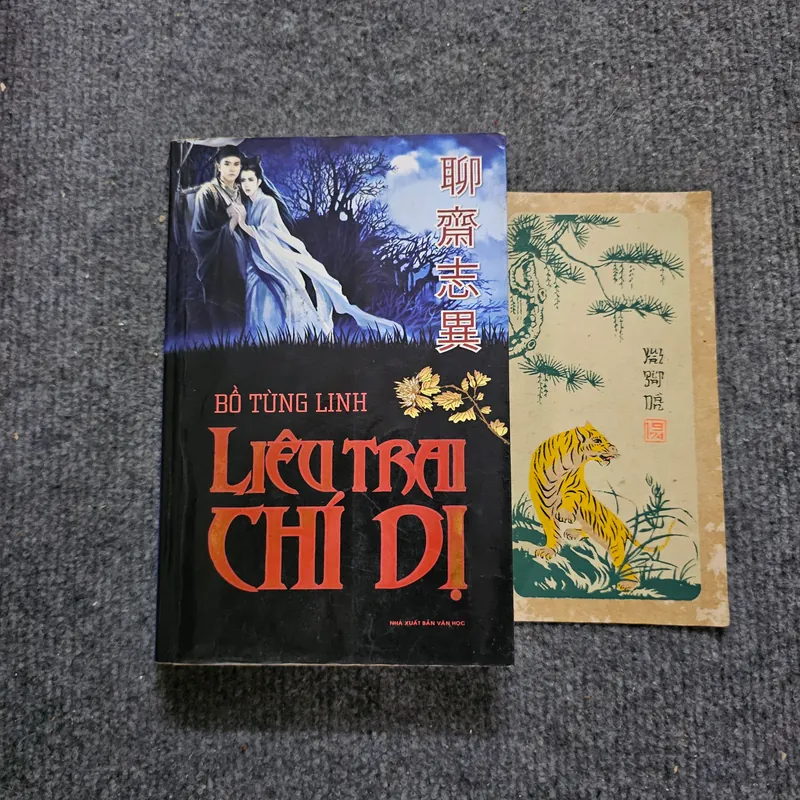 聊齋志異
BỒ TÙNG LINH
LIÊU TRAI
CHÍ DỊ
NHÀ XUẤT BẢN VĂN HỌC